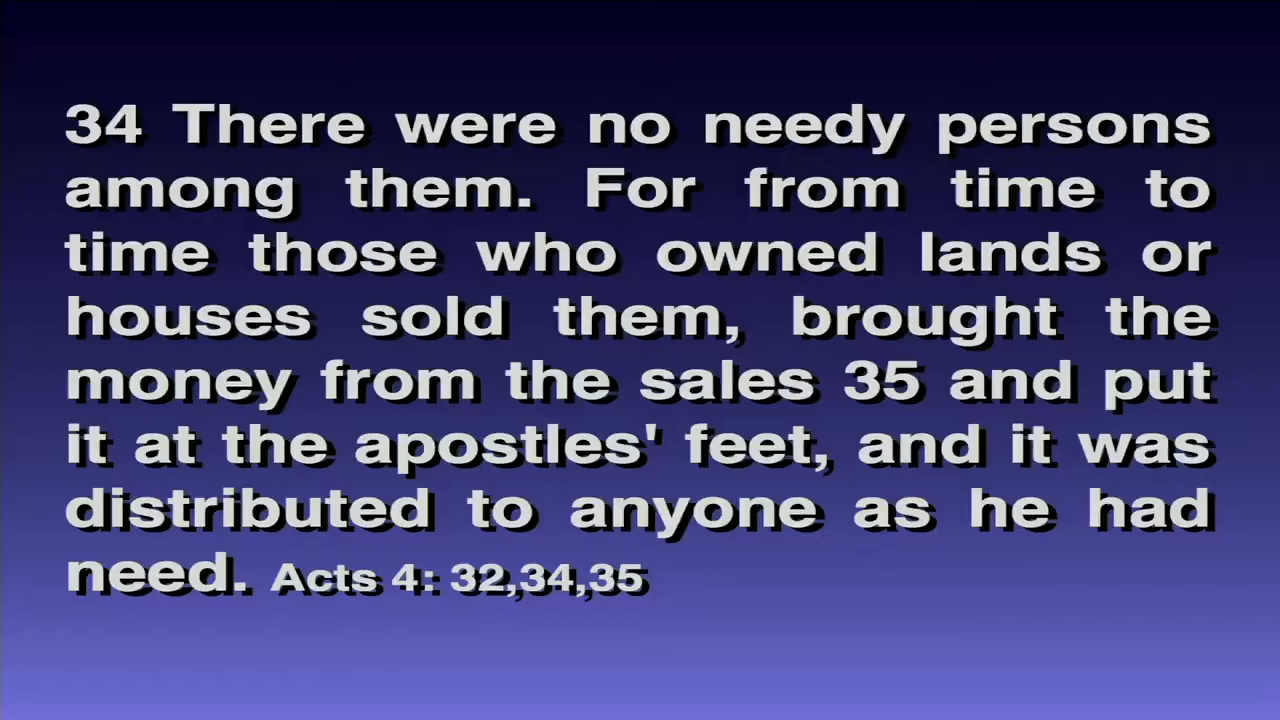 34 There were no needy persons
among them. For from time to
time those who owned lands or
houses sold them, brought the
money from the sales 35 and put
it at the apostles' feet, and it was
distributed to anyone as he had
need. Acts 4: 32,34,35